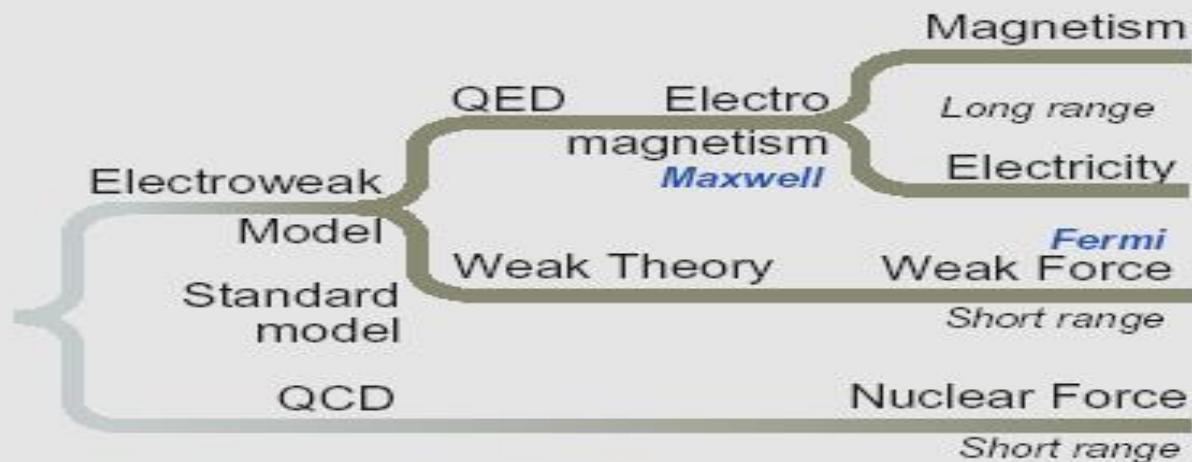 Magnetism
QED Electro
Long range
magnetism
Maxwell
Electricity
Electroweak
Model
Fermi
Weak Theory
Weak Force
Standard
model
Short range
QCD
Nuclear Force
Short range